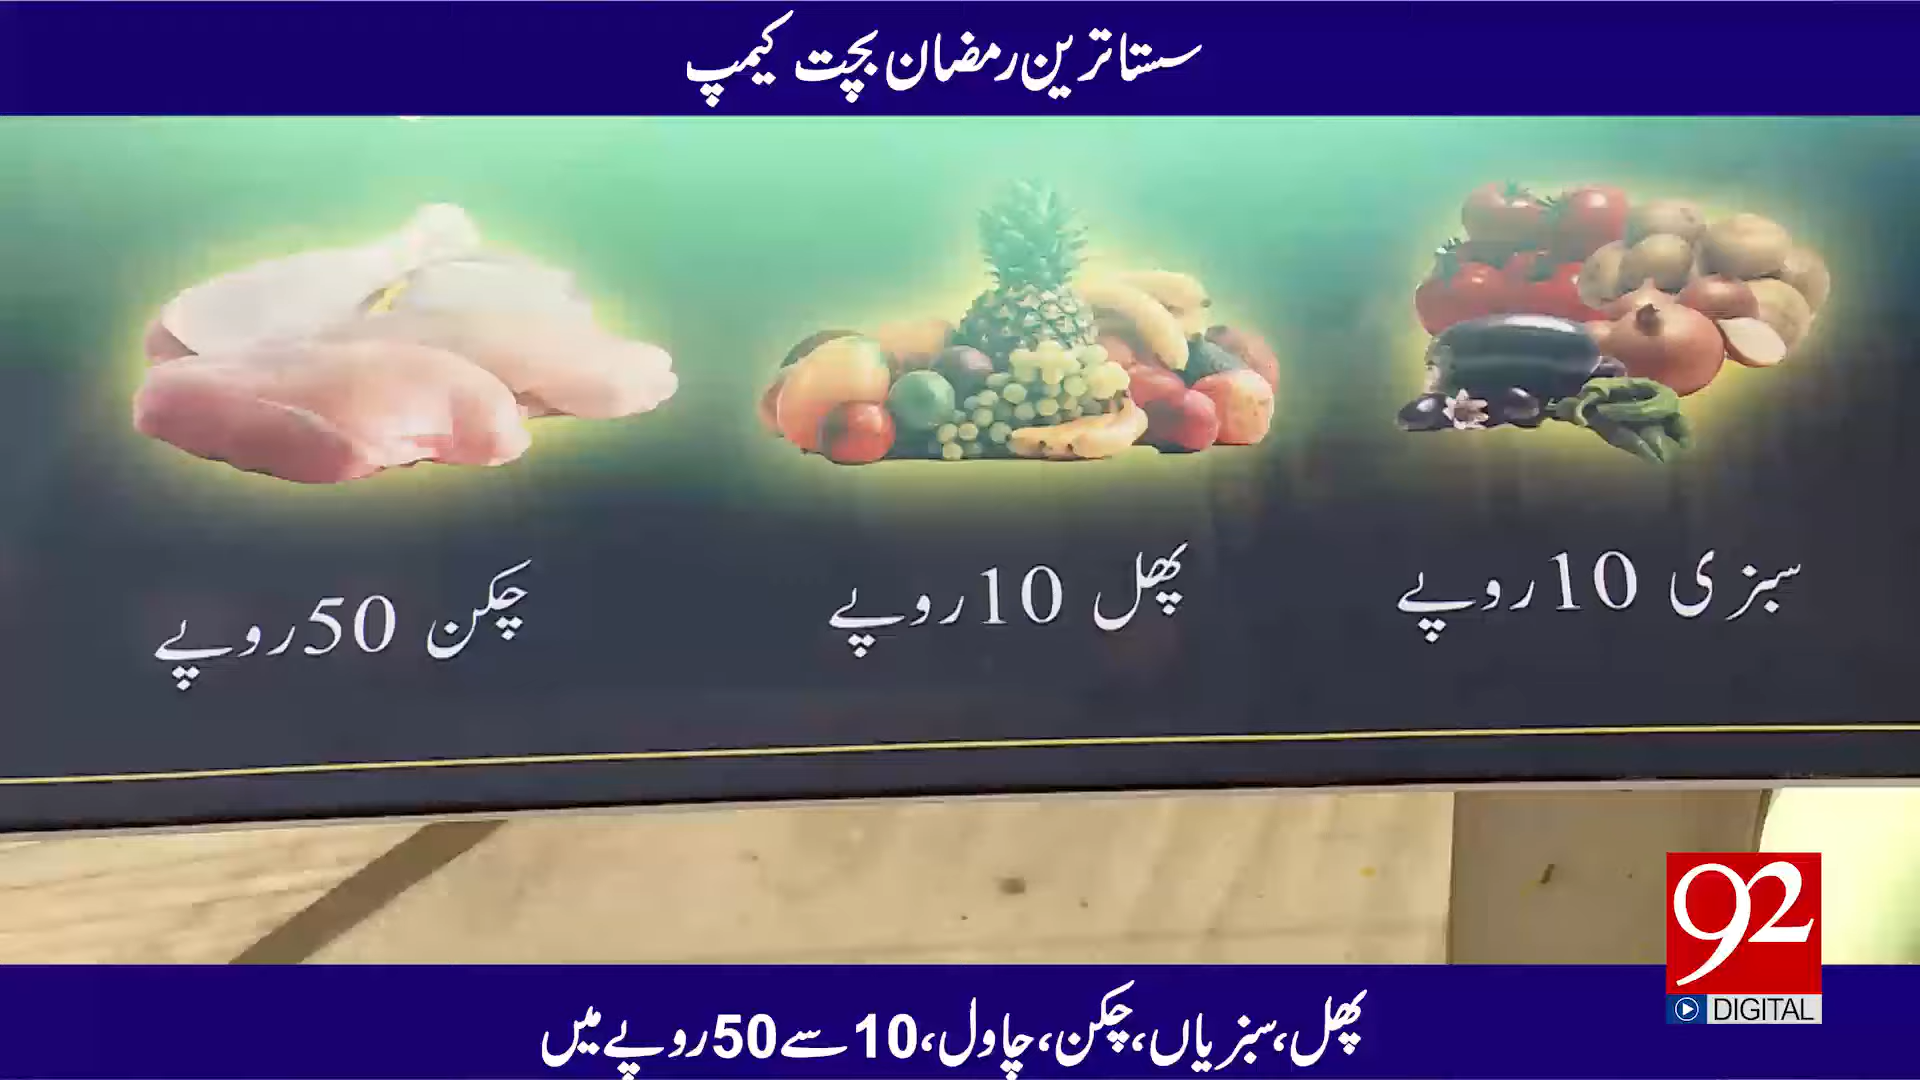 سستا ترین رمضان بچت کیمپ
سبزی 10 روپے
پھل 10 روپے
چکن 50 روپے
92
DIGITAL
پھل، سبزیاں، چکن، چاول، 10 سے 50 روپے میں